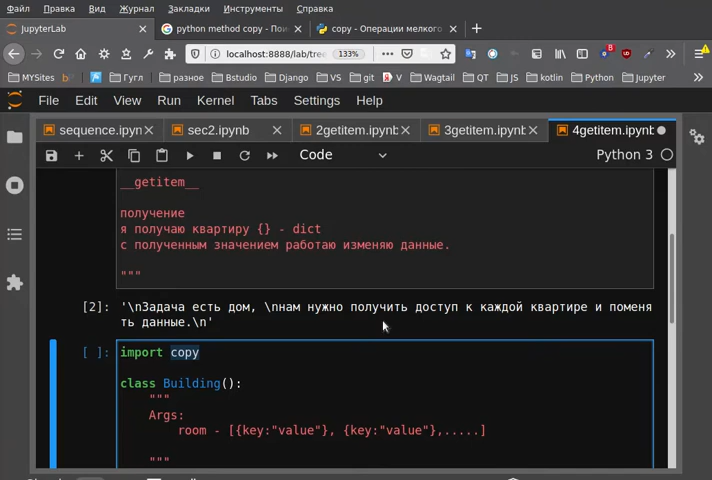 Файл Правка Вид Журнал Закладки Инструменты Справка
JupyterLab
python method copy - Пои
copy - Операции мелкого
localhost:8888/lab/tree
133%
MYSites
Гугл
разное
Bstudio
Django
VS
git
V
Wagtail
QT
JS
kotlin
Python
Jupyter
File Edit View Run Kernel Tabs Settings Help
sequence.ipyn
sec2.ipynb
2getitem.ipynb
3getitem.ipynb
4getitem.ipynb
Code
Python 3
__getitem__
получение
я получаю квартиру {} - dict
с полученным значением работаю изменяю данные.
"""
[2]: '\nЗадача есть дом, \nнам нужно получить доступ к каждой квартире и поменя
ть данные.\n'
[ ]: import copy
class Building():
"""
Args:
room - [{key:"value"}, {key:"value"},.....]
"""